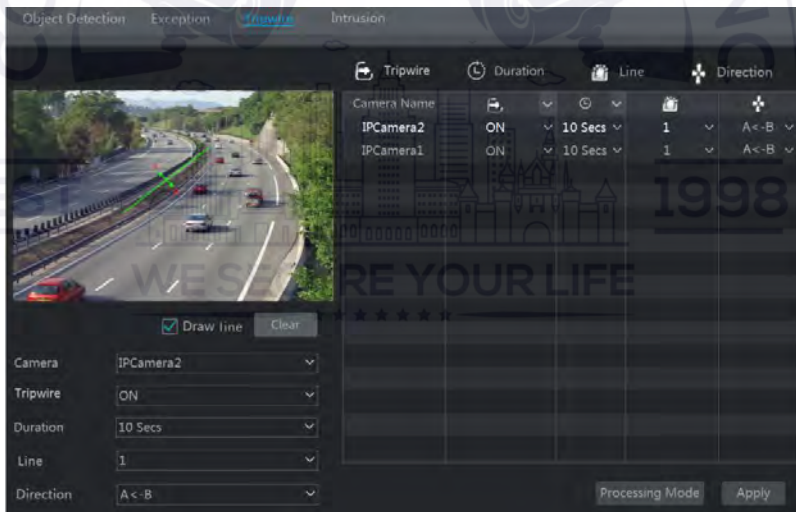 Object Detection Exception Tripwire Intrusion
Tripwire Duration Line Direction
Camera Name
IPCamera2 ON 10 Secs 1 A<-B
IPCamera1 ON 10 Secs 1 A<-B
1998
WE SECURE YOUR LIFE
Draw line Clear
Camera IPCamera2
Tripwire ON
Duration 10 Secs
Line 1
Direction A<-B
Processing Mode Apply